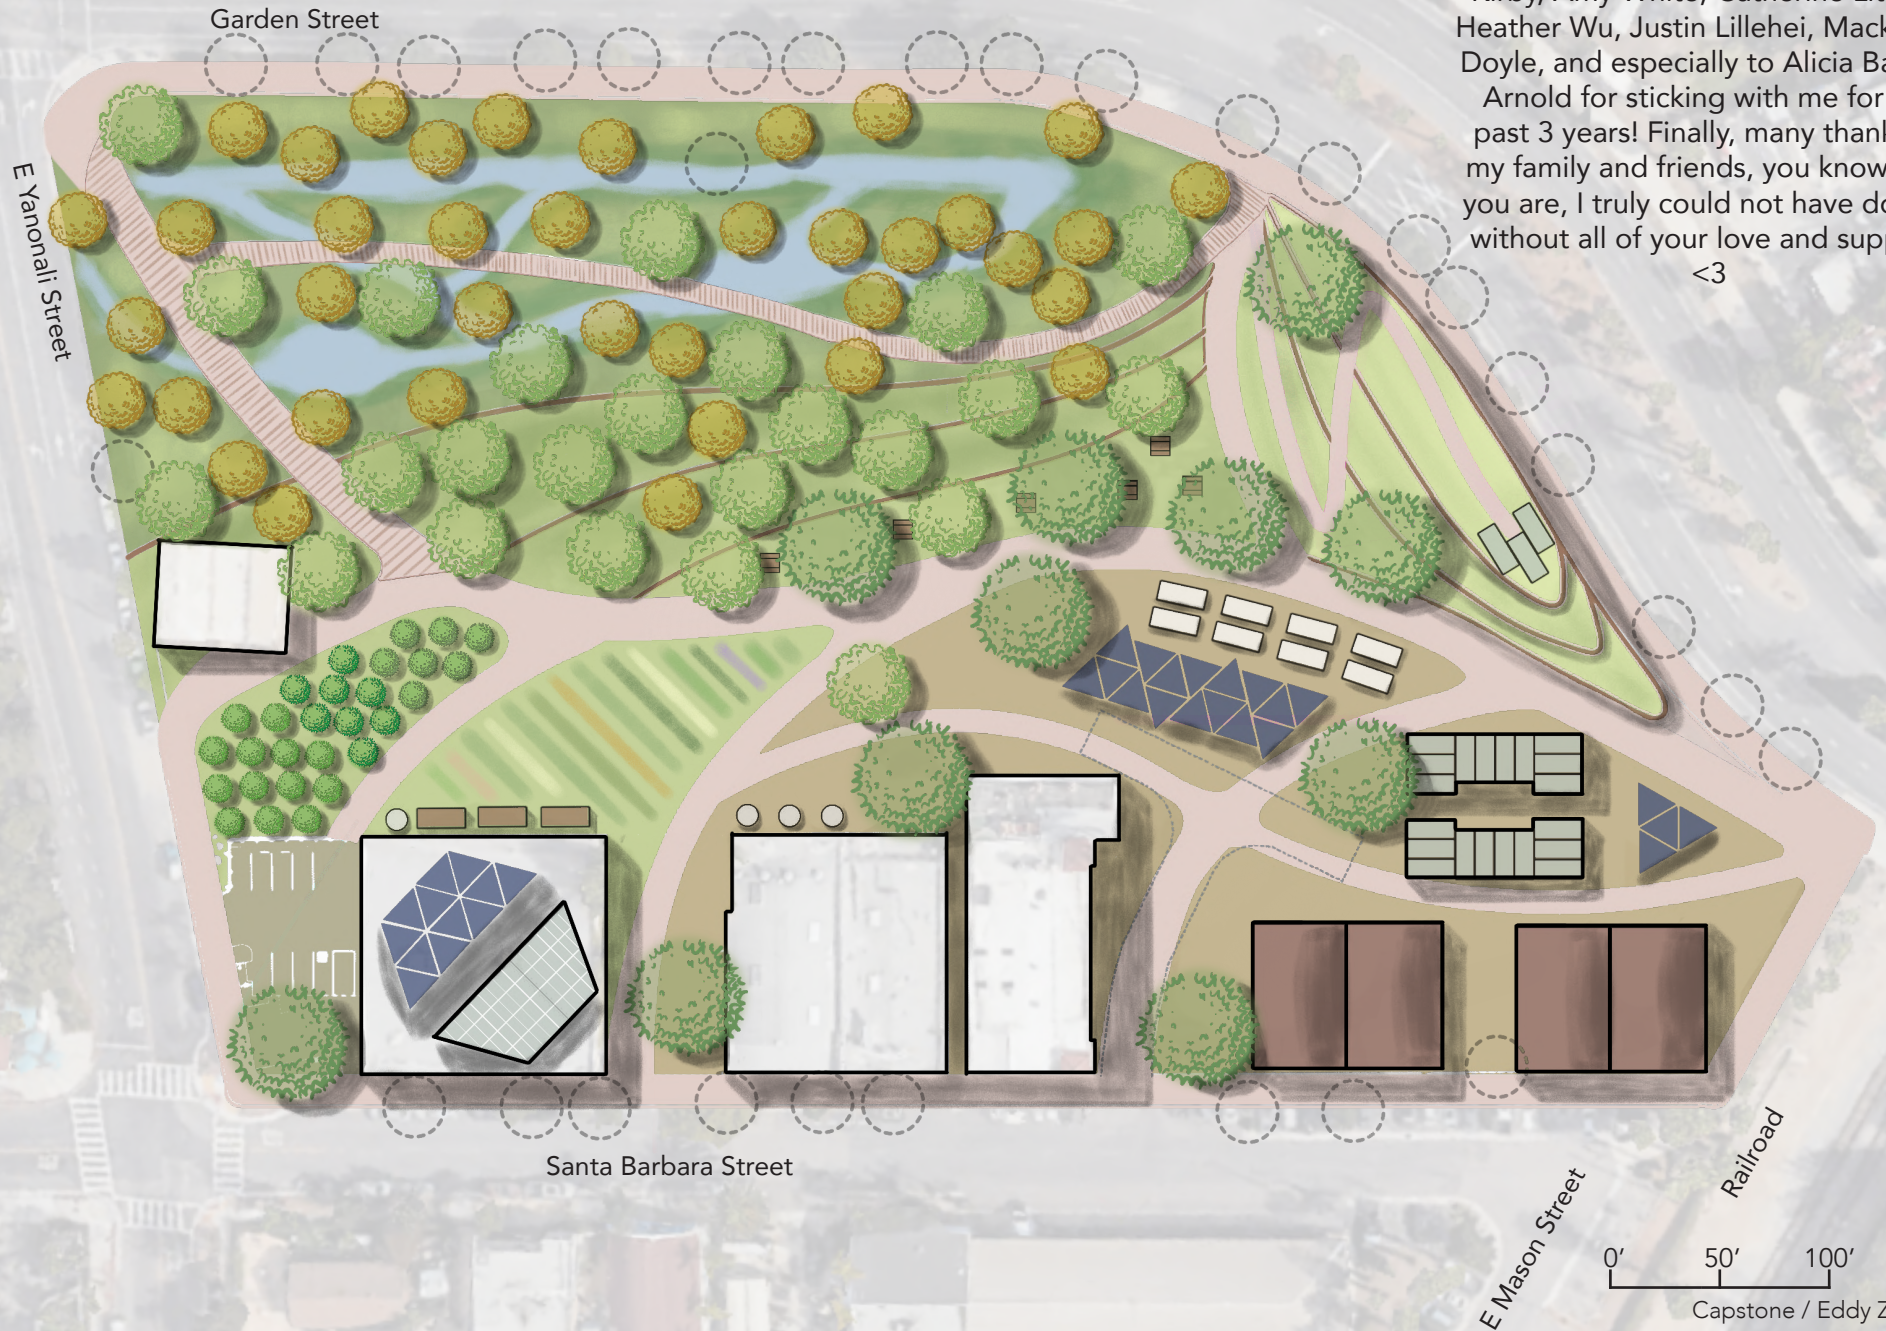 Garden Street
Heather Wu, Justin Lillehei, Mack
Doyle, and especially to Alicia Ba
Arnold for sticking with me for
past 3 years! Finally, many thank
my family and friends, you know
you are, I truly could not have do
without all of your love and supp
<3
E Yanonali Street
Santa Barbara Street
E Mason Street
Railroad
0' 50' 100'
Capstone / Eddy Z